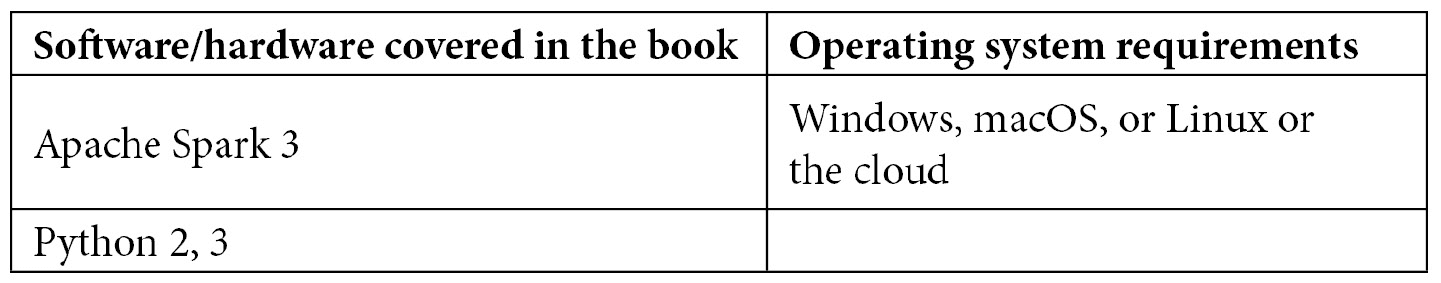 Software/hardware covered in the book
Operating system requirements
Apache Spark 3
Windows, macOS, or Linux or
the cloud
Python 2, 3